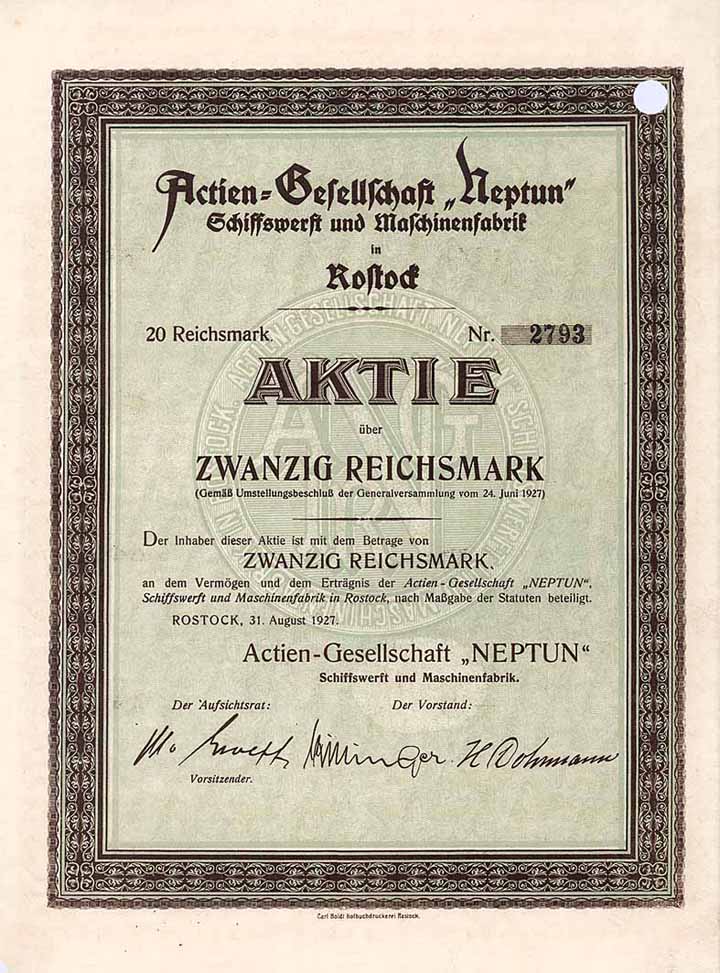 Actien-Gesellschaft „Neptun“
Schiffswerft und Maschinenfabrik
in
Rostock
20 Reichsmark. Nr. 2793
AKTIE
über
ZWANZIG REICHSMARK
(Gemäß Umstellungsbeschluß der Generalversammlung vom 24. Juni 1927)
Der Inhaber dieser Aktie ist mit dem Betrage von
ZWANZIG REICHSMARK,
an dem Vermögen und dem Erträgnis der Actien-Gesellschaft „NEPTUN“,
Schiffswerft und Maschinenfabrik in Rostock, nach Maßgabe der Statuten beteiligt.
ROSTOCK, 31. August 1927.
Actien-Gesellschaft „NEPTUN“
Schiffswerft und Maschinenfabrik.
Der Aufsichtsrat: Der Vorstand:
H Dohmann
Vorsitzender.
Carl Boldt Hofbuchdruckerei Rostock.